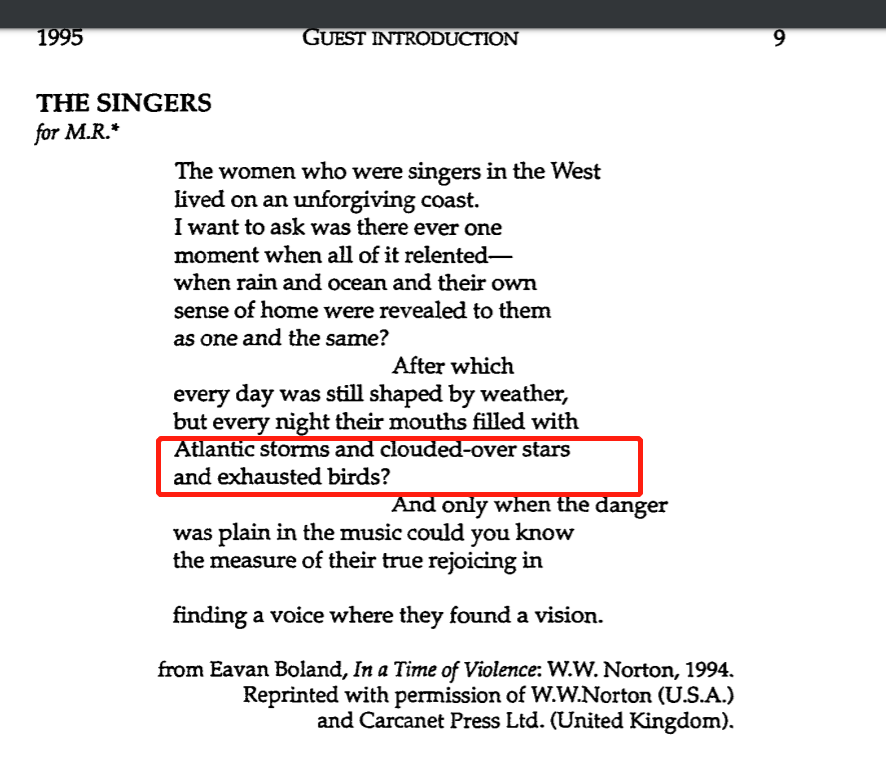 1995 GUEST INTRODUCTION 9
THE SINGERS
for M.R.*
The women who were singers in the West
lived on an unforgiving coast.
I want to ask was there ever one
moment when all of it relented—
when rain and ocean and their own
sense of home were revealed to them
as one and the same?
After which
every day was still shaped by weather,
but every night their mouths filled with
Atlantic storms and clouded-over stars
and exhausted birds?
And only when the danger
was plain in the music could you know
the measure of their true rejoicing in
finding a voice where they found a vision.
from Eavan Boland, In a Time of Violence: W.W. Norton, 1994.
Reprinted with permission of W.W.Norton (U.S.A.)
and Carcanet Press Ltd. (United Kingdom).